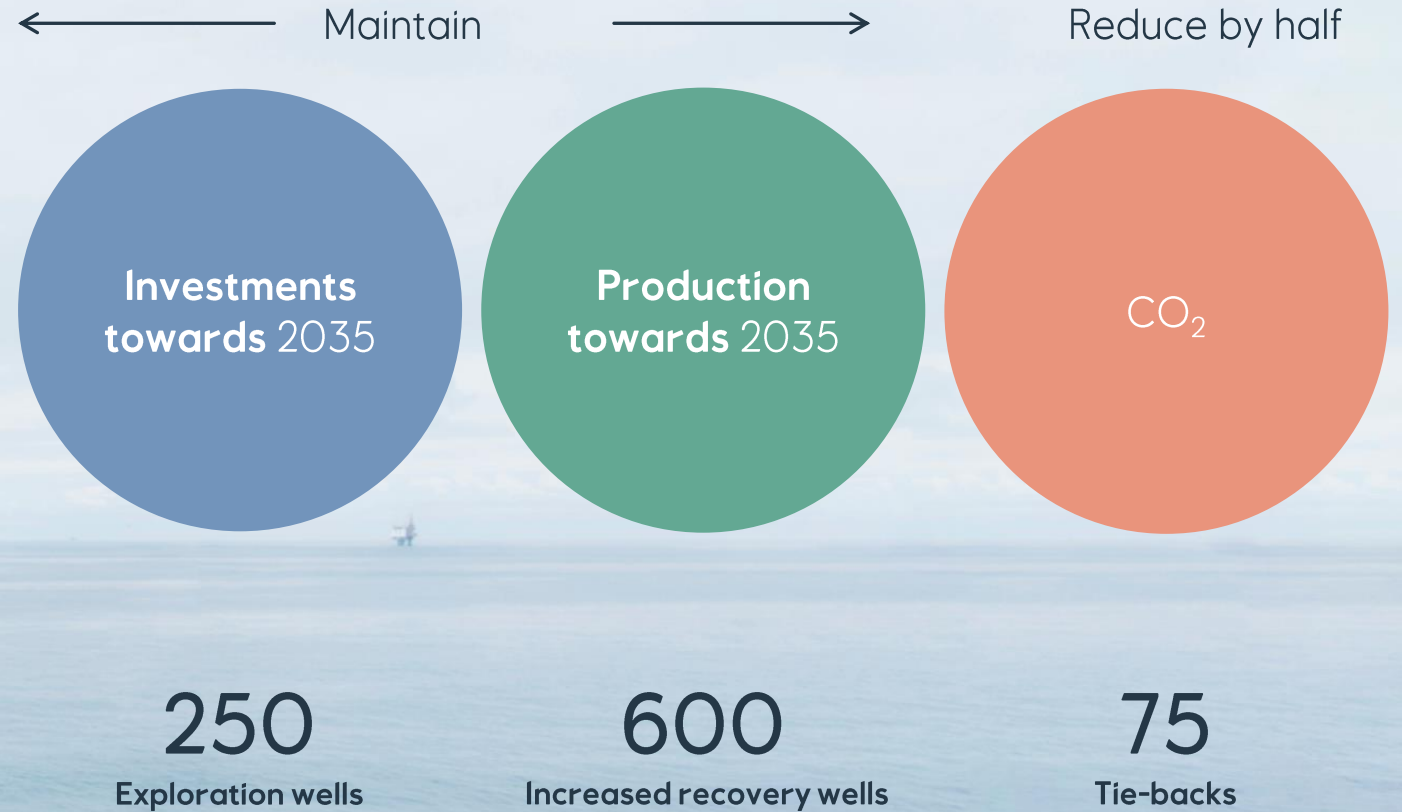 Maintain
Reduce by half
Investments
towards 2035
Production
towards 2035
CO₂
250
Exploration wells
600
Increased recovery wells
75
Tie-backs